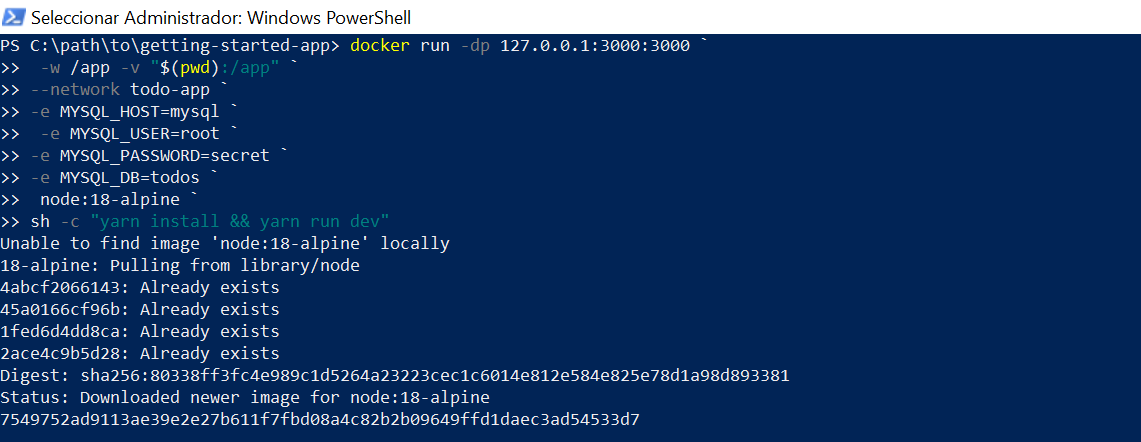 Seleccionar Administrador: Windows PowerShell
PS C:\path\to\getting-started-app> docker run -dp 127.0.0.1:3000:3000 `
>>  -w /app -v "$(pwd):/app" `
>> --network todo-app `
>> -e MYSQL_HOST=mysql `
>>  -e MYSQL_USER=root `
>> -e MYSQL_PASSWORD=secret `
>> -e MYSQL_DB=todos `
>>  node:18-alpine `
>> sh -c "yarn install && yarn run dev"
Unable to find image 'node:18-alpine' locally
18-alpine: Pulling from library/node
4abcf2066143: Already exists
45a0166cf96b: Already exists
1fed6d4dd8ca: Already exists
2ace4c9b5d28: Already exists
Digest: sha256:80338ff3fc4e989c1d5264a23223cec1c6014e812e584e825e78d1a98d893381
Status: Downloaded newer image for node:18-alpine
7549752ad9113ae39e2e27b611f7fbd08a4c82b2b09649ffd1daec3ad54533d7